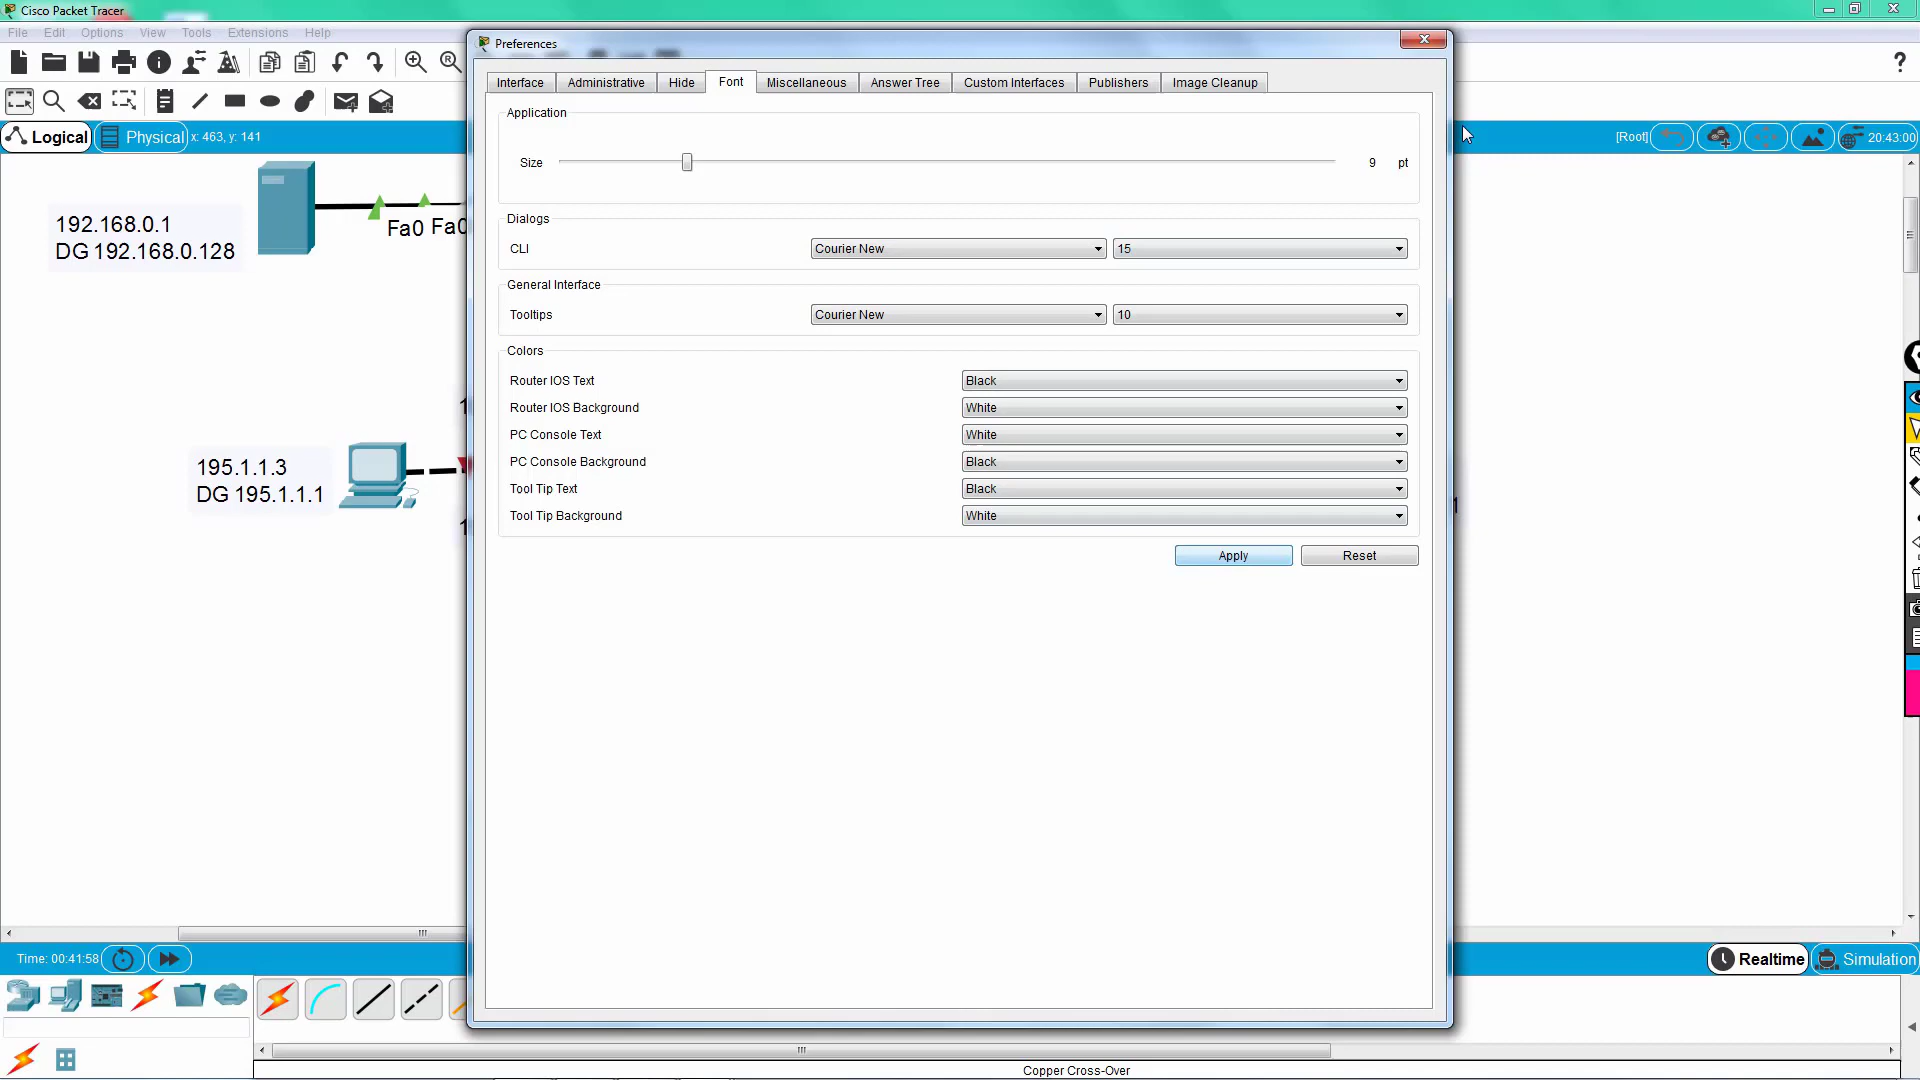 Cisco Packet Tracer
File Edit Options View Tools Extensions Help
Preferences
Interface Administrative Hide Font Miscellaneous Answer Tree Custom Interfaces Publishers Image Cleanup
Logical Physical x: 463, y: 141
[Root] 20:43:00
Application
Size 9 pt
Dialogs
CLI Courier New 15
General Interface
Tooltips Courier New 10
Colors
Router IOS Text Black
Router IOS Background White
PC Console Text White
PC Console Background Black
Tool Tip Text Black
Tool Tip Background White
Apply Reset
192.168.0.1
DG 192.168.0.128
Fa0 Fa0
195.1.1.3
DG 195.1.1.1
Time: 00:41:58
Realtime Simulation
Copper Cross-Over